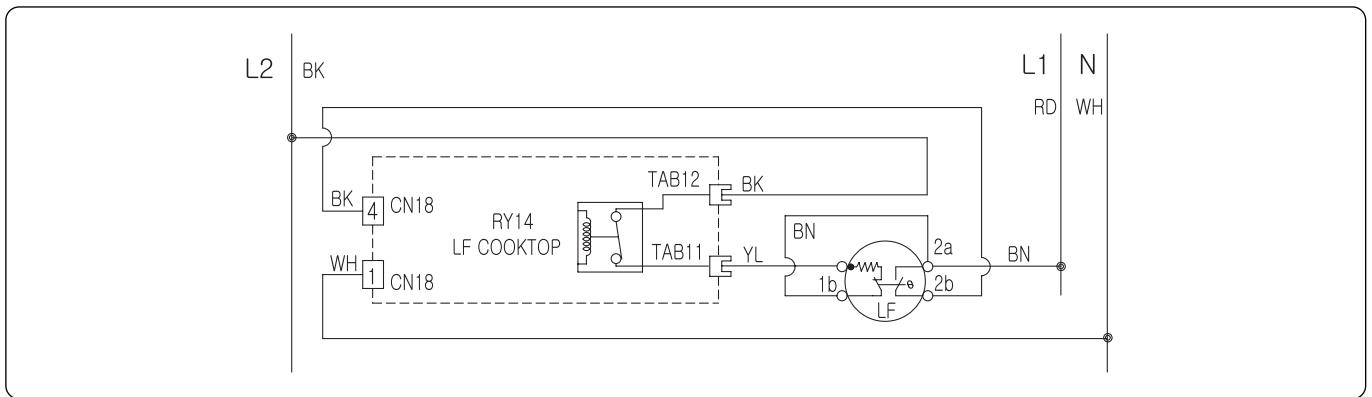 L2
BK
L1
N
RD
WH
TAB12
BK
BK
4
CN18
RY14
LF COOKTOP
BN
2a
TAB11
YL
BN
WH
1
CN18
1b
θ
2b
LF